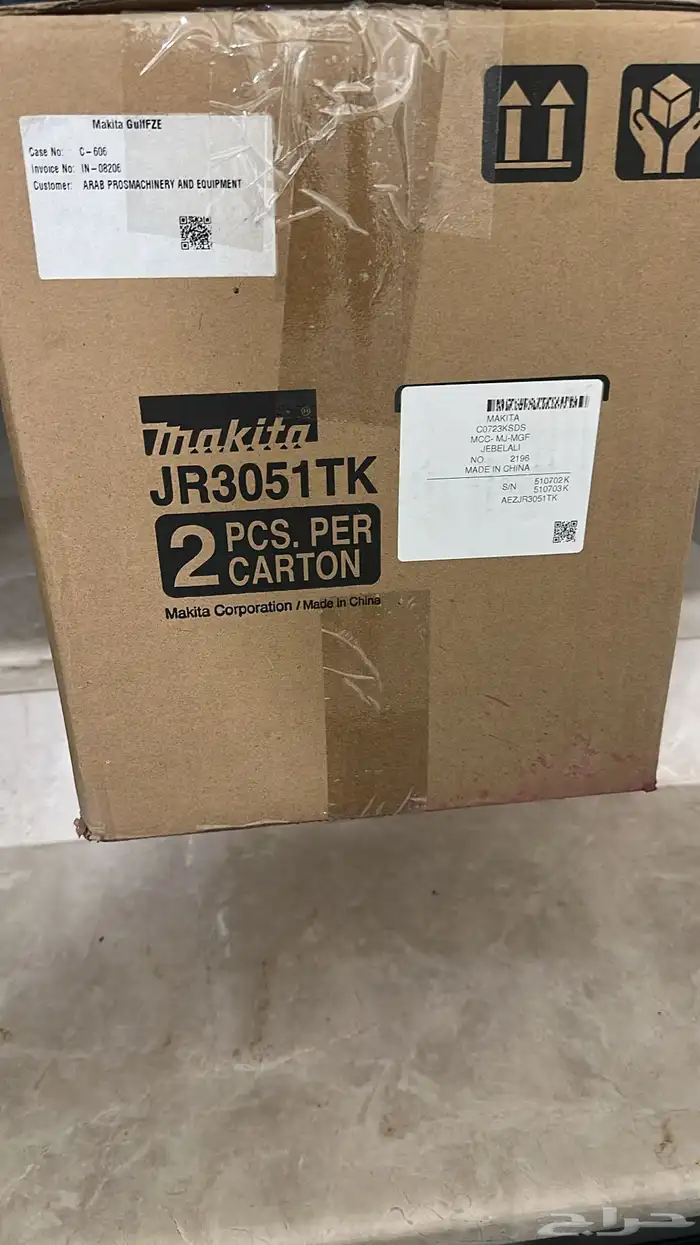 Makita GulfFZE
Case No: C-606
Invoice No: IN-08206
Customer: ARAB PROSMACHINERY AND EQUIPMENT
makita®
JR3051TK
2 PCS. PER
CARTON
Makita Corporation / Made in China
MAKITA
C0723KSDS
MCC- MJ-MGF
JEBELALI
NO 2196
MADE IN CHINA
S/N 510702K
510703K
AEZJR3051TK
حراج